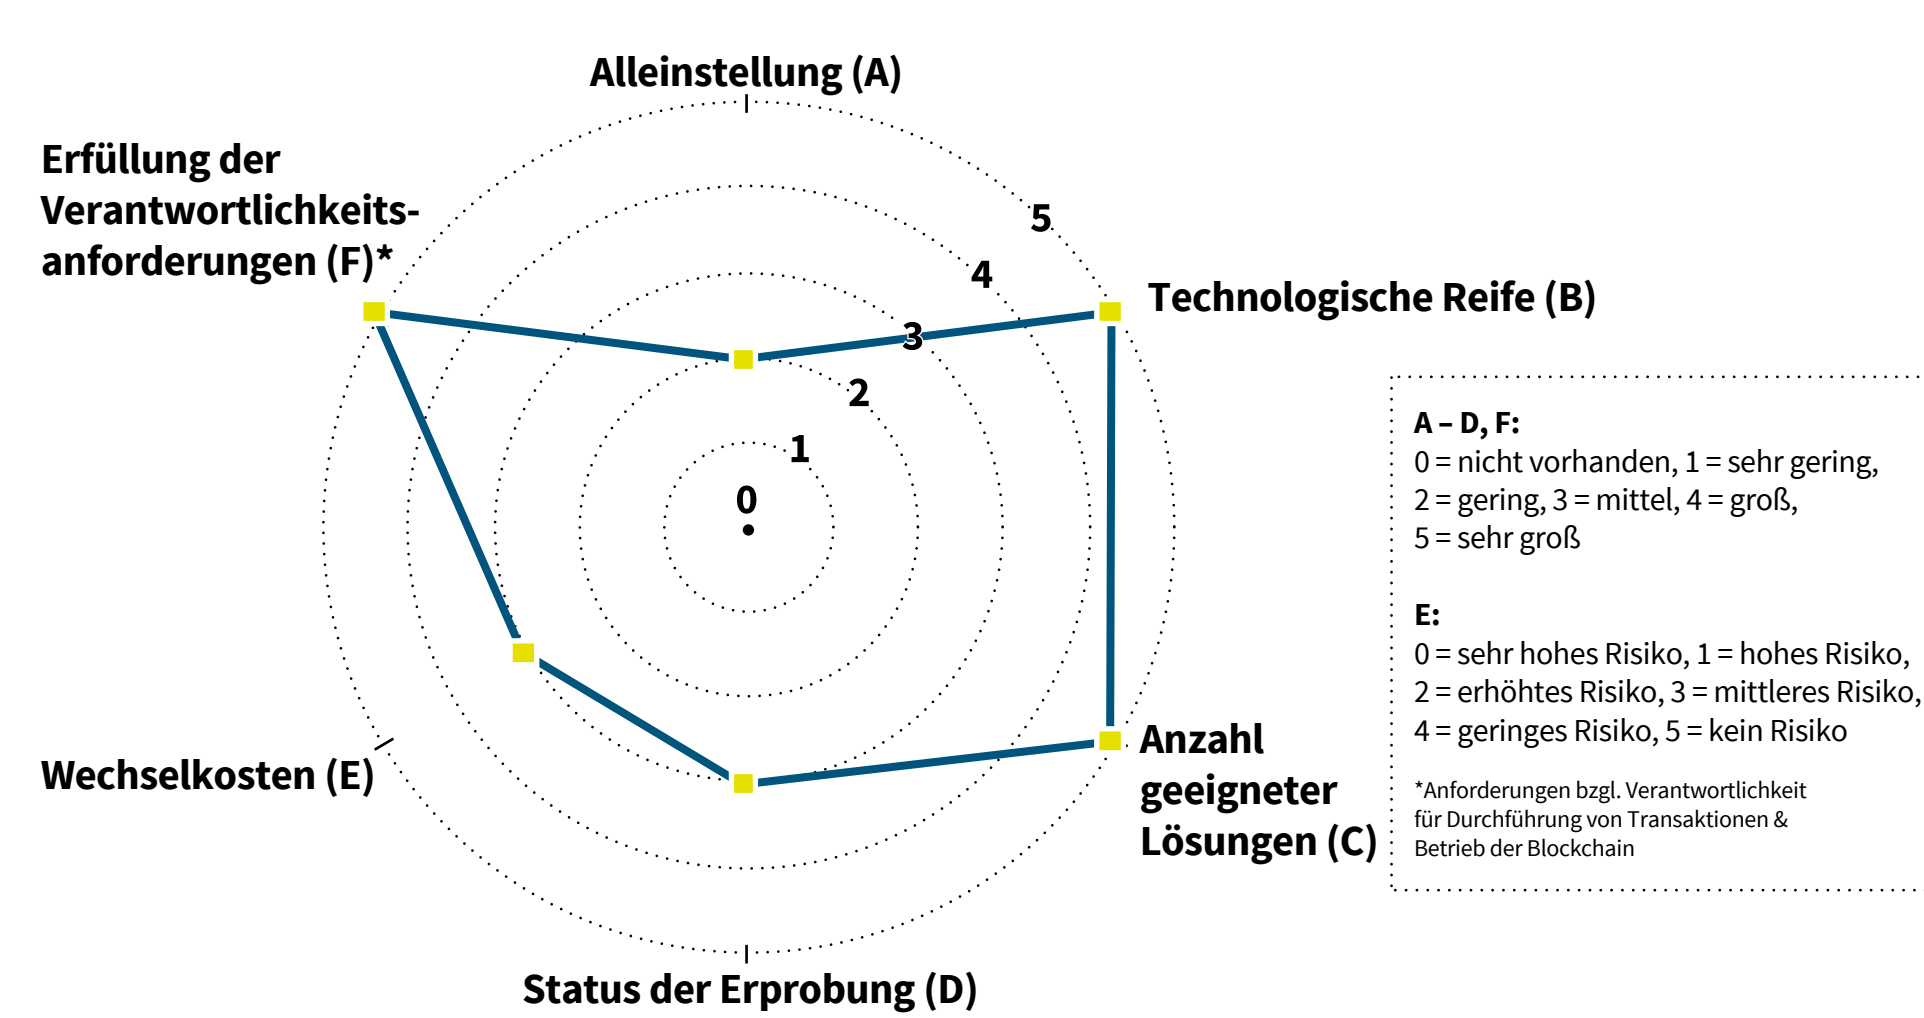 Alleinstellung (A)
Erfüllung der
Verantwortlichkeits-
anforderungen (F)*
5
4
Technologische Reife (B)
3
2
1
0
Wechselkosten (E)
Anzahl
geeigneter
Lösungen (C)
Status der Erprobung (D)
A – D, F:
0 = nicht vorhanden, 1 = sehr gering,
2 = gering, 3 = mittel, 4 = groß,
5 = sehr groß
E:
0 = sehr hohes Risiko, 1 = hohes Risiko,
2 = erhöhtes Risiko, 3 = mittleres Risiko,
4 = geringes Risiko, 5 = kein Risiko
*Anforderungen bzgl. Verantwortlichkeit
für Durchführung von Transaktionen &
Betrieb der Blockchain